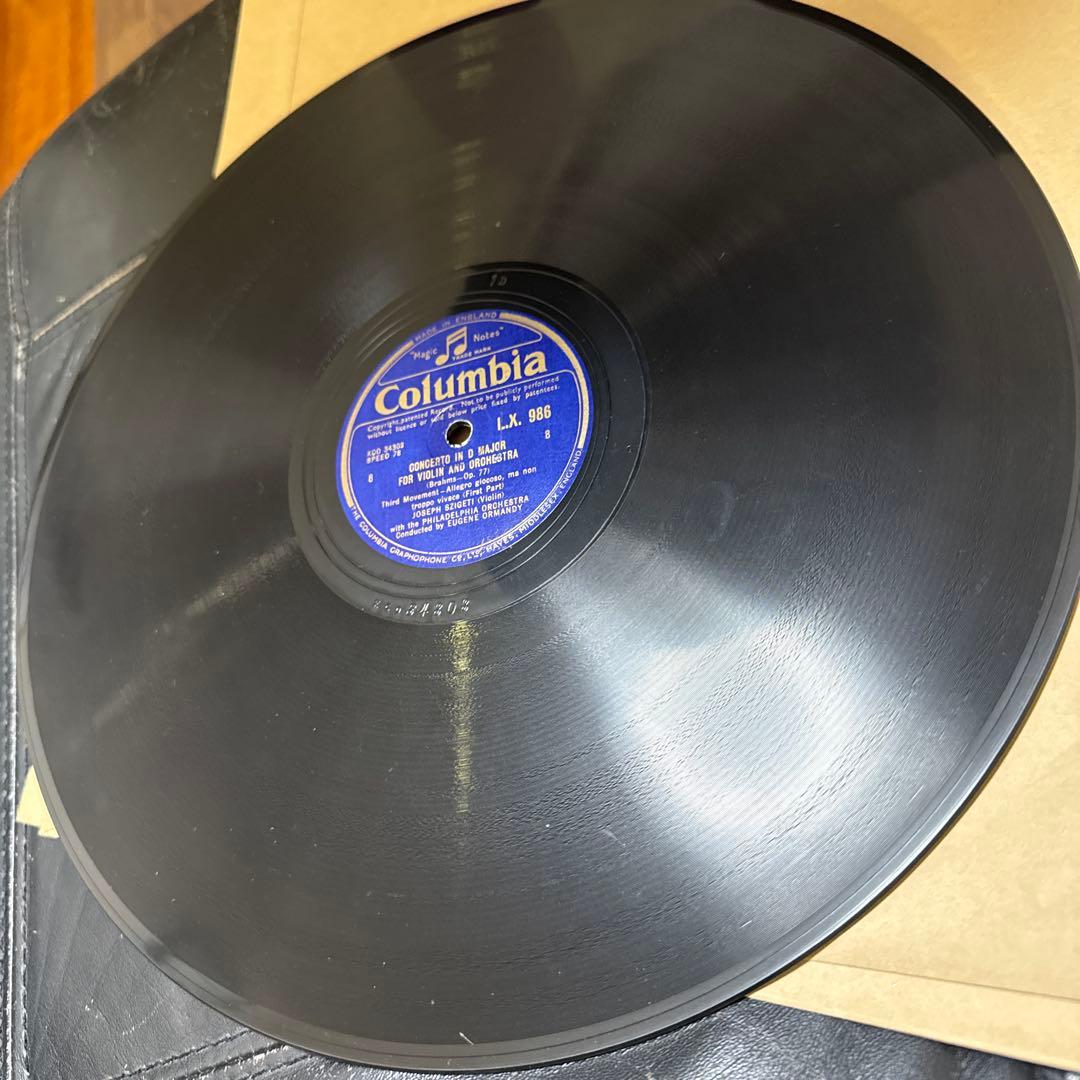 MADE IN ENGLAND
"Magic Notes"
TRADE MARK
Columbia
Copyright, patented Record. Not to be publicly performed
without licence or sold below price fixed by patentees.
L.X. 986
XCO 34303
SPEED 78
8
8
CONCERTO IN D MAJOR
FOR VIOLIN AND ORCHESTRA
(Brahms—Op. 77)
Third Movement—Allegro giocoso, ma non
troppo vivace (First Part)
JOSEPH SZIGETI (Violin)
with the PHILADELPHIA ORCHESTRA
Conducted by EUGENE ORMANDY
THE COLUMBIA GRAPHOPHONE CO., LTD. HAYES, MIDDLESEX, ENGLAND